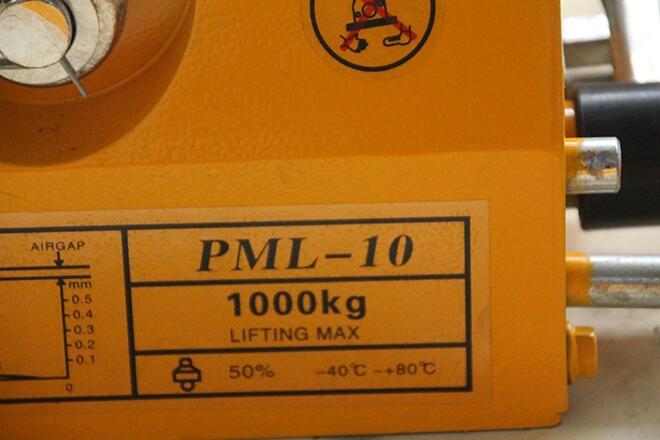 AIRGAP
mm
0.5
0.4
0.3
0.2
0.1
0
PML-10
1000kg
LIFTING MAX
50% -40℃ ~+80℃